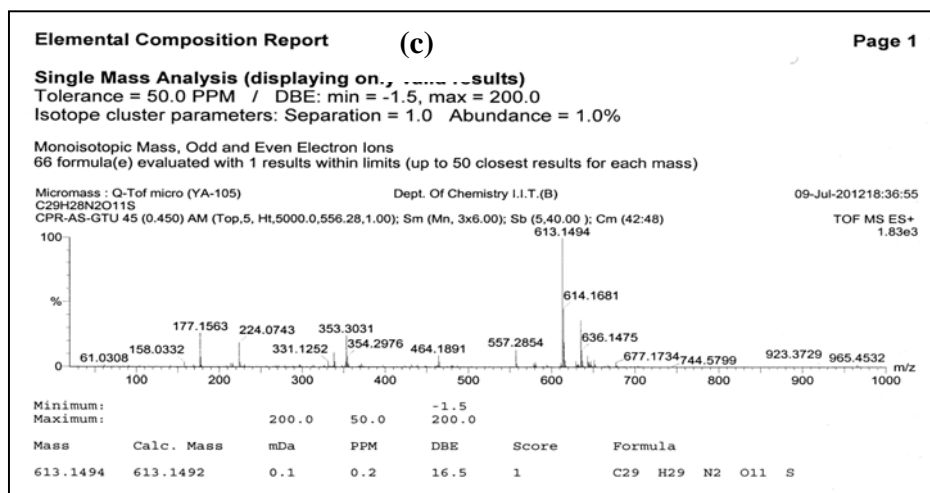 Elemental Composition Report (c) Page 1
Single Mass Analysis (displaying only valid results)
Tolerance = 50.0 PPM / DBE: min = -1.5, max = 200.0
Isotope cluster parameters: Separation = 1.0 Abundance = 1.0%
Monoisotopic Mass, Odd and Even Electron Ions
66 formula(e) evaluated with 1 results within limits (up to 50 closest results for each mass)
Micromass : Q-Tof micro (YA-105) Dept. Of Chemistry I.I.T.(B) 09-Jul-201218:36:55
C29H28N2O11S
CPR-AS-GTU 45 (0.450) AM (Top,5, Ht,5000.0,556.28,1.00); Sm (Mn, 3x6.00); Sb (5,40.00 ); Cm (42:48) TOF MS ES+
613.1494 1.83e3
100
614.1681
%
177.1563 224.0743 353.3031
354.2976 557.2854 636.1475
61.0308 158.0332 331.1252 464.1891 677.1734 744.5799 923.3729 965.4532
0
100 200 300 400 500 600 700 800 900 1000 m/z
Minimum: -1.5
Maximum: 200.0 50.0 200.0
Mass Calc. Mass mDa PPM DBE Score Formula
613.1494 613.1492 0.1 0.2 16.5 1 C29 H29 N2 O11 S